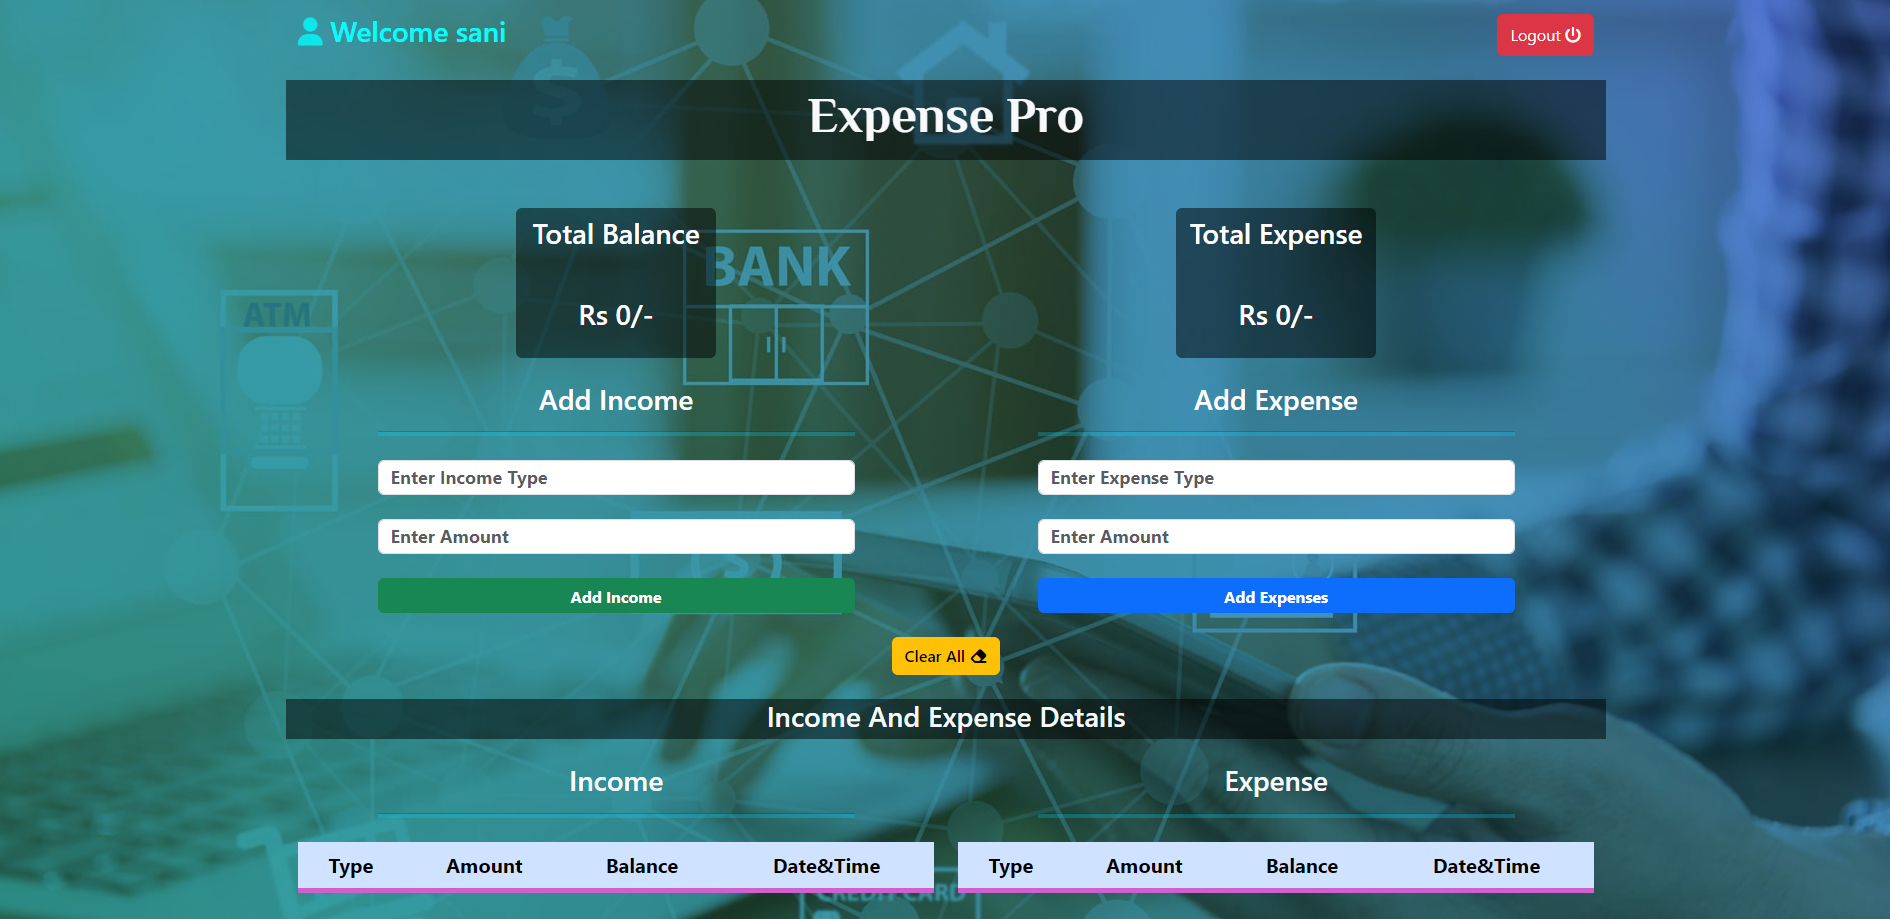 Welcome sani
Logout
Expense Pro
Total Balance
Rs 0/-
Total Expense
Rs 0/-
BANK
ATM
Add Income
Enter Income Type
Enter Amount
Add Income
Add Expense
Enter Expense Type
Enter Amount
Add Expenses
Clear All
Income And Expense Details
Income
Type Amount Balance Date&Time
Expense
Type Amount Balance Date&Time
CREDIT CARD